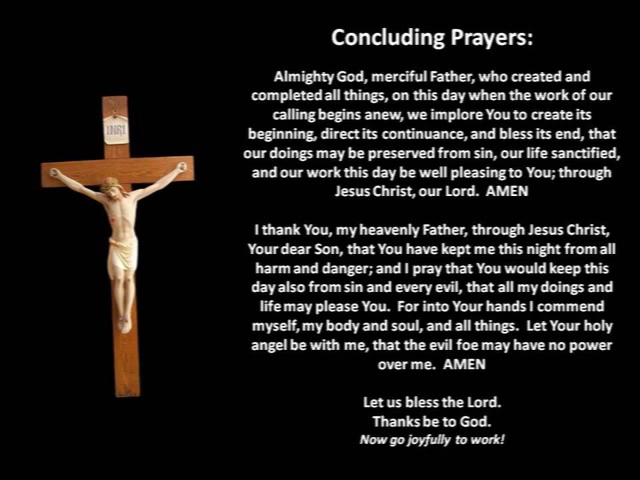 Concluding Prayers:
INRI
Almighty God, merciful Father, who created and
completed all things, on this day when the work of our
calling begins anew, we implore You to create its
beginning, direct its continuance, and bless its end, that
our doings may be preserved from sin, our life sanctified,
and our work this day be well pleasing to You; through
Jesus Christ, our Lord.  AMEN
I thank You, my heavenly Father, through Jesus Christ,
Your dear Son, that You have kept me this night from all
harm and danger; and I pray that You would keep this
day also from sin and every evil, that all my doings and
life may please You.  For into Your hands I commend
myself, my body and soul, and all things.  Let Your holy
angel be with me, that the evil foe may have no power
over me.  AMEN
Let us bless the Lord.
Thanks be to God.
Now go joyfully to work!